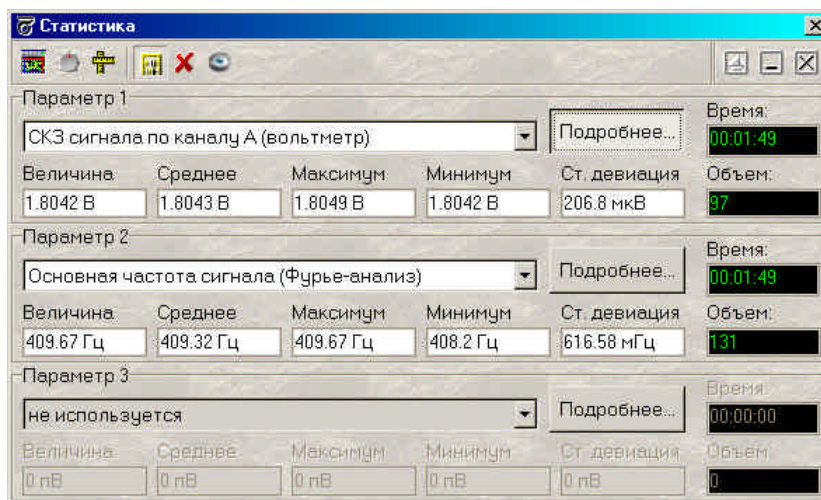 Статистика
Параметр 1
СКЗ сигнала по каналу А (вольтметр)
Подробнее...
Время:
00:01:49
Величина Среднее Максимум Минимум Ст. девиация Объем:
1.8042 В 1.8043 В 1.8049 В 1.8042 В 206.8 мкВ 97
Параметр 2
Основная частота сигнала (Фурье-анализ)
Подробнее...
Время:
00:01:49
Величина Среднее Максимум Минимум Ст. девиация Объем:
409.67 Гц 409.32 Гц 409.67 Гц 408.2 Гц 616.58 мГц 131
Параметр 3
не используется
Подробнее...
Время:
00:00:00
Величина Среднее Максимум Минимум Ст. девиация Объем:
0 пВ 0 пВ 0 пВ 0 пВ 0 пВ 0